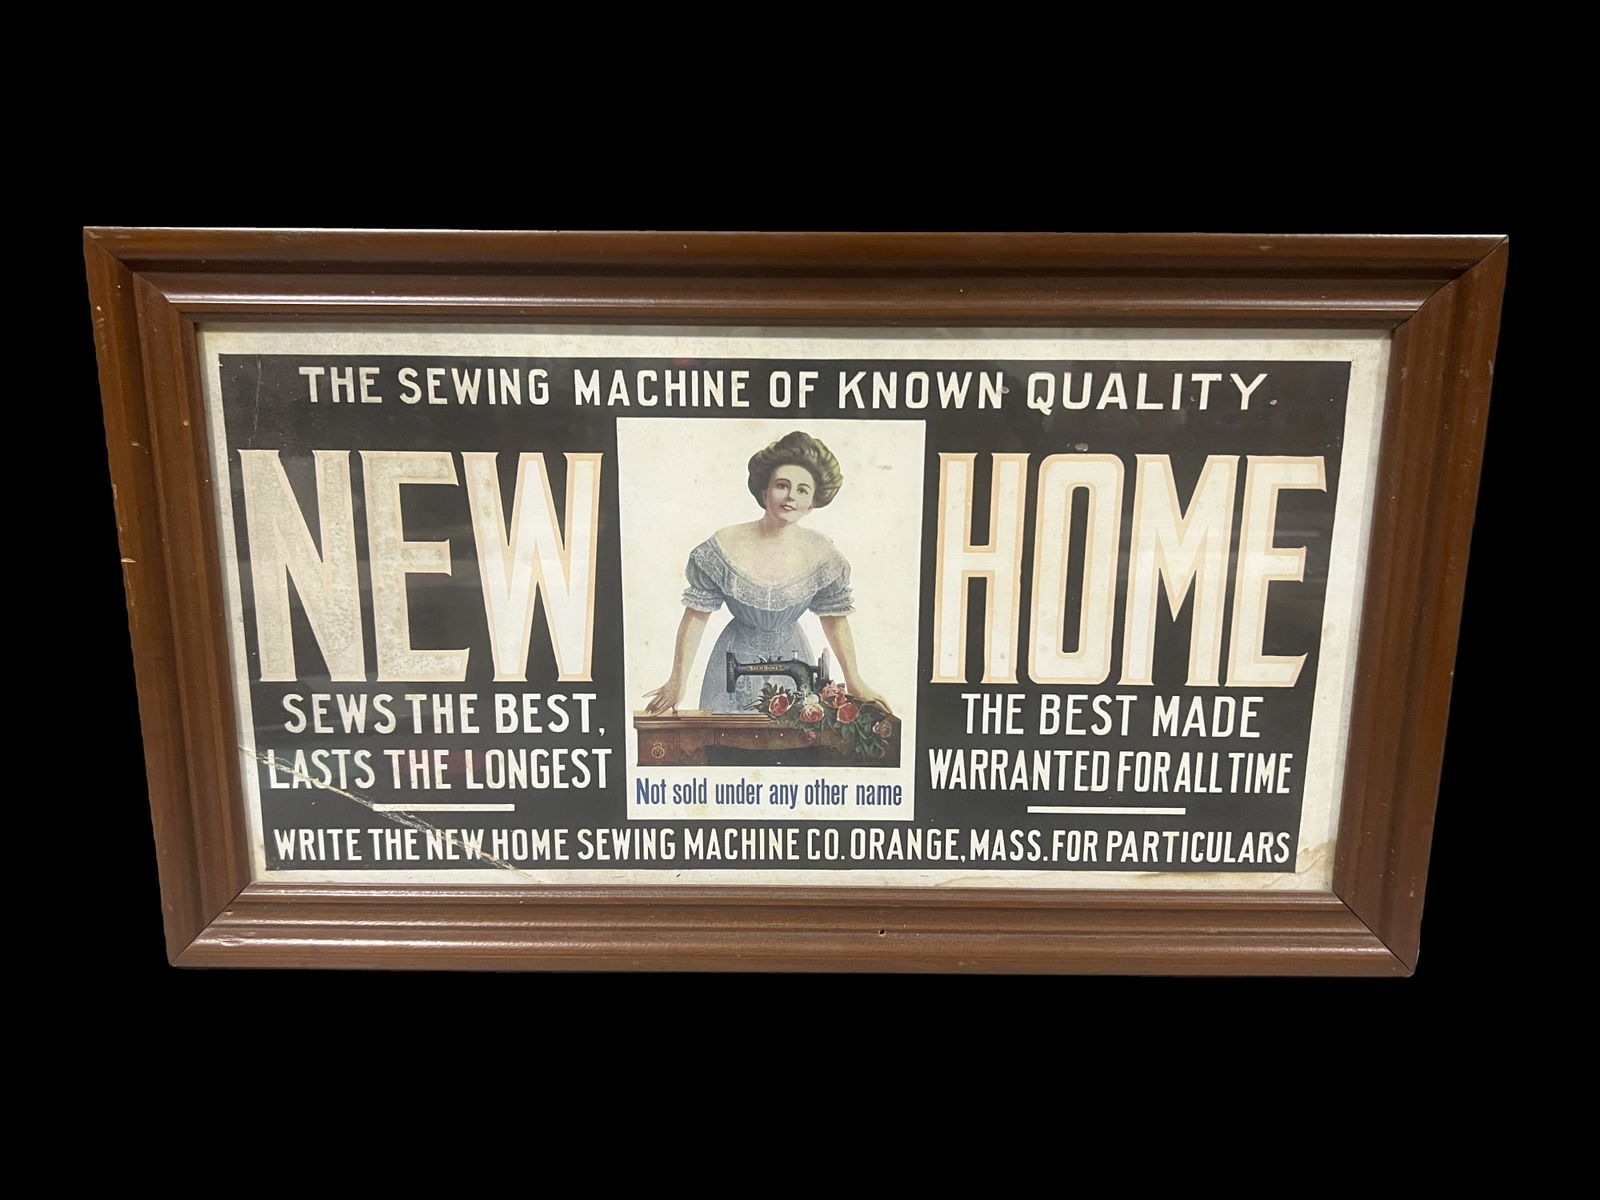 THE SEWING MACHINE OF KNOWN QUALITY.
NEW HOME
SEWS THE BEST,
LASTS THE LONGEST
Not sold under any other name
THE BEST MADE
WARRANTED FOR ALL TIME
WRITE THE NEW HOME SEWING MACHINE CO. ORANGE, MASS. FOR PARTICULARS